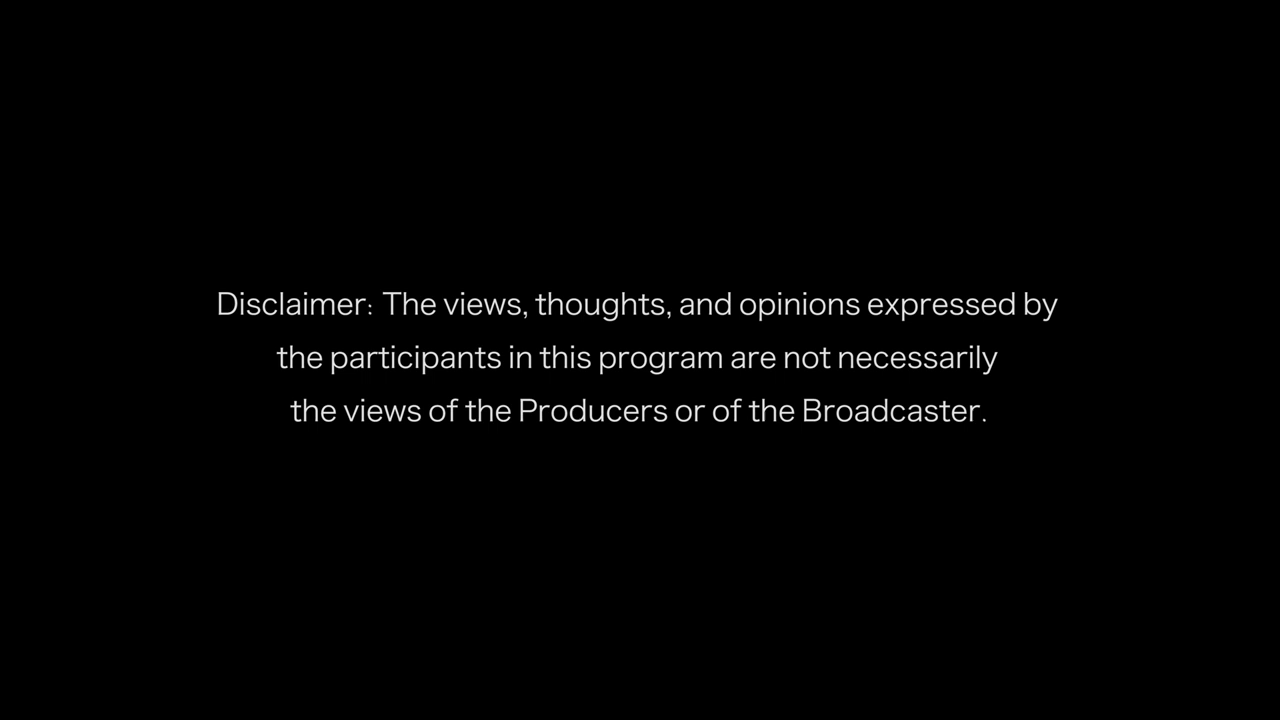 Disclaimer: The views, thoughts, and opinions expressed by
the participants in this program are not necessarily
the views of the Producers or of the Broadcaster.